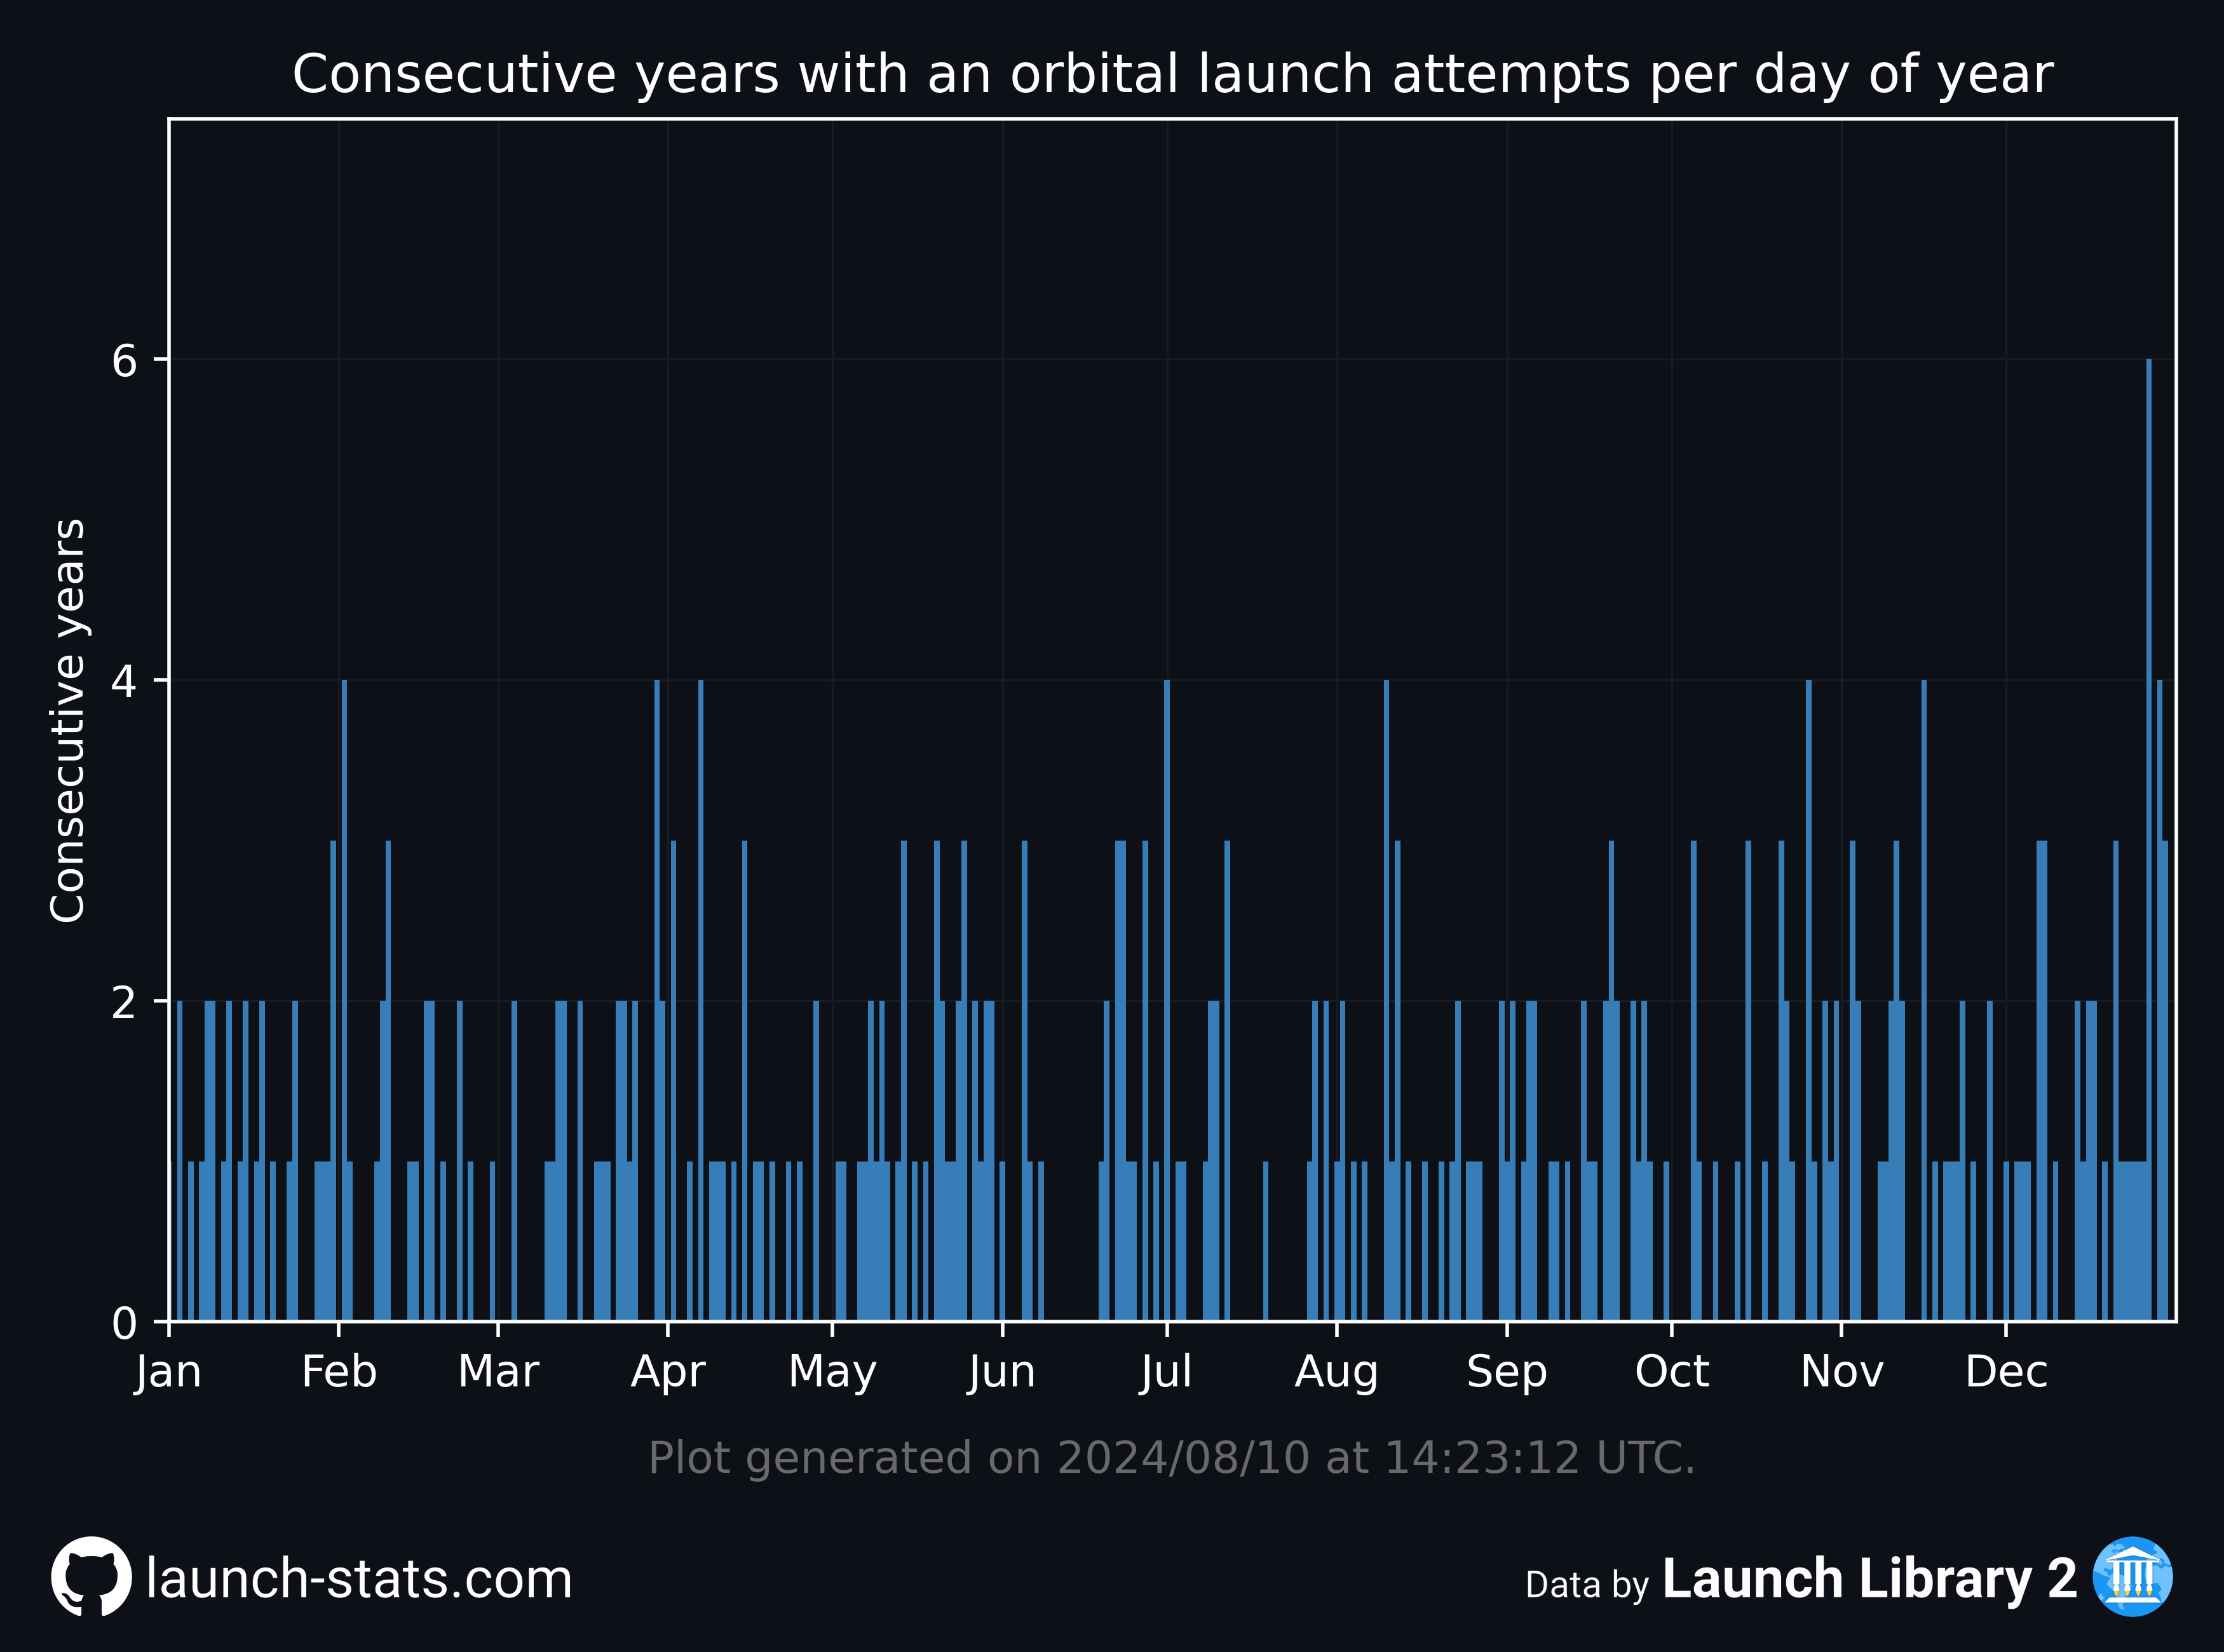 Consecutive years with an orbital launch attempts per day of year
Consecutive years
6
4
2
0
Jan Feb Mar Apr May Jun Jul Aug Sep Oct Nov Dec
Plot generated on 2024/08/10 at 14:23:12 UTC.
launch-stats.com
Data by Launch Library 2